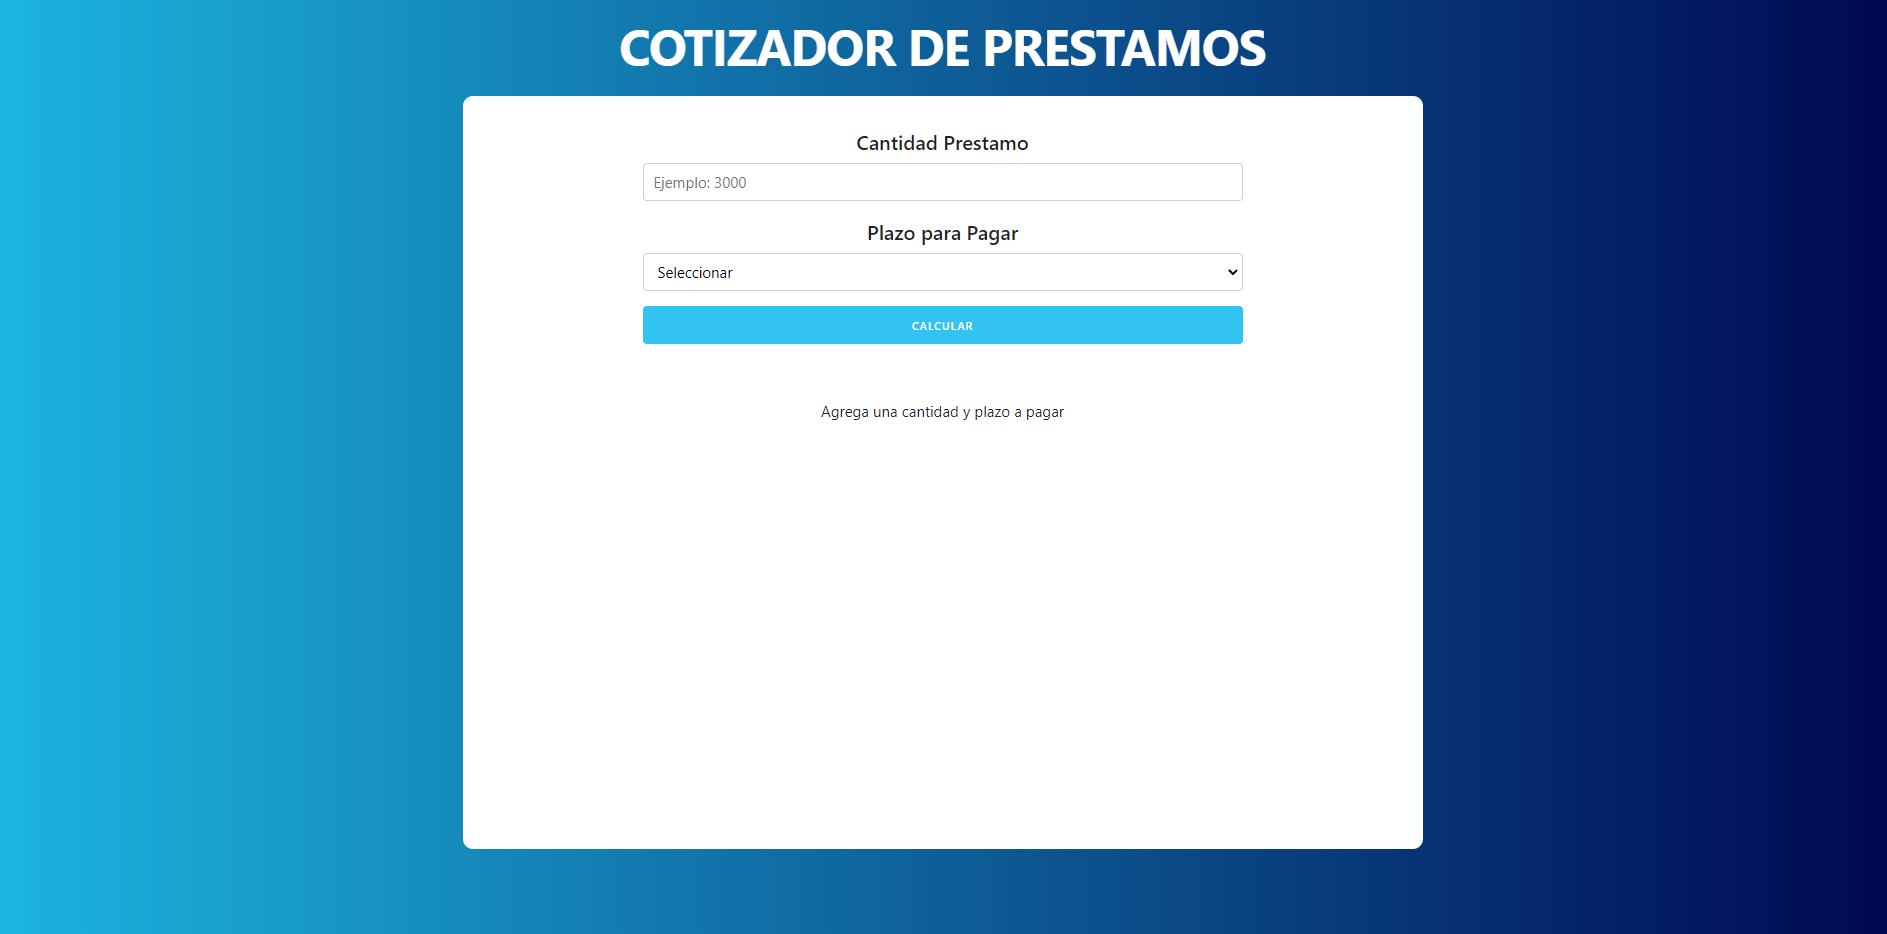 COTIZADOR DE PRESTAMOS
Cantidad Prestamo
Ejemplo: 3000
Plazo para Pagar
Seleccionar
CALCULAR
Agrega una cantidad y plazo a pagar